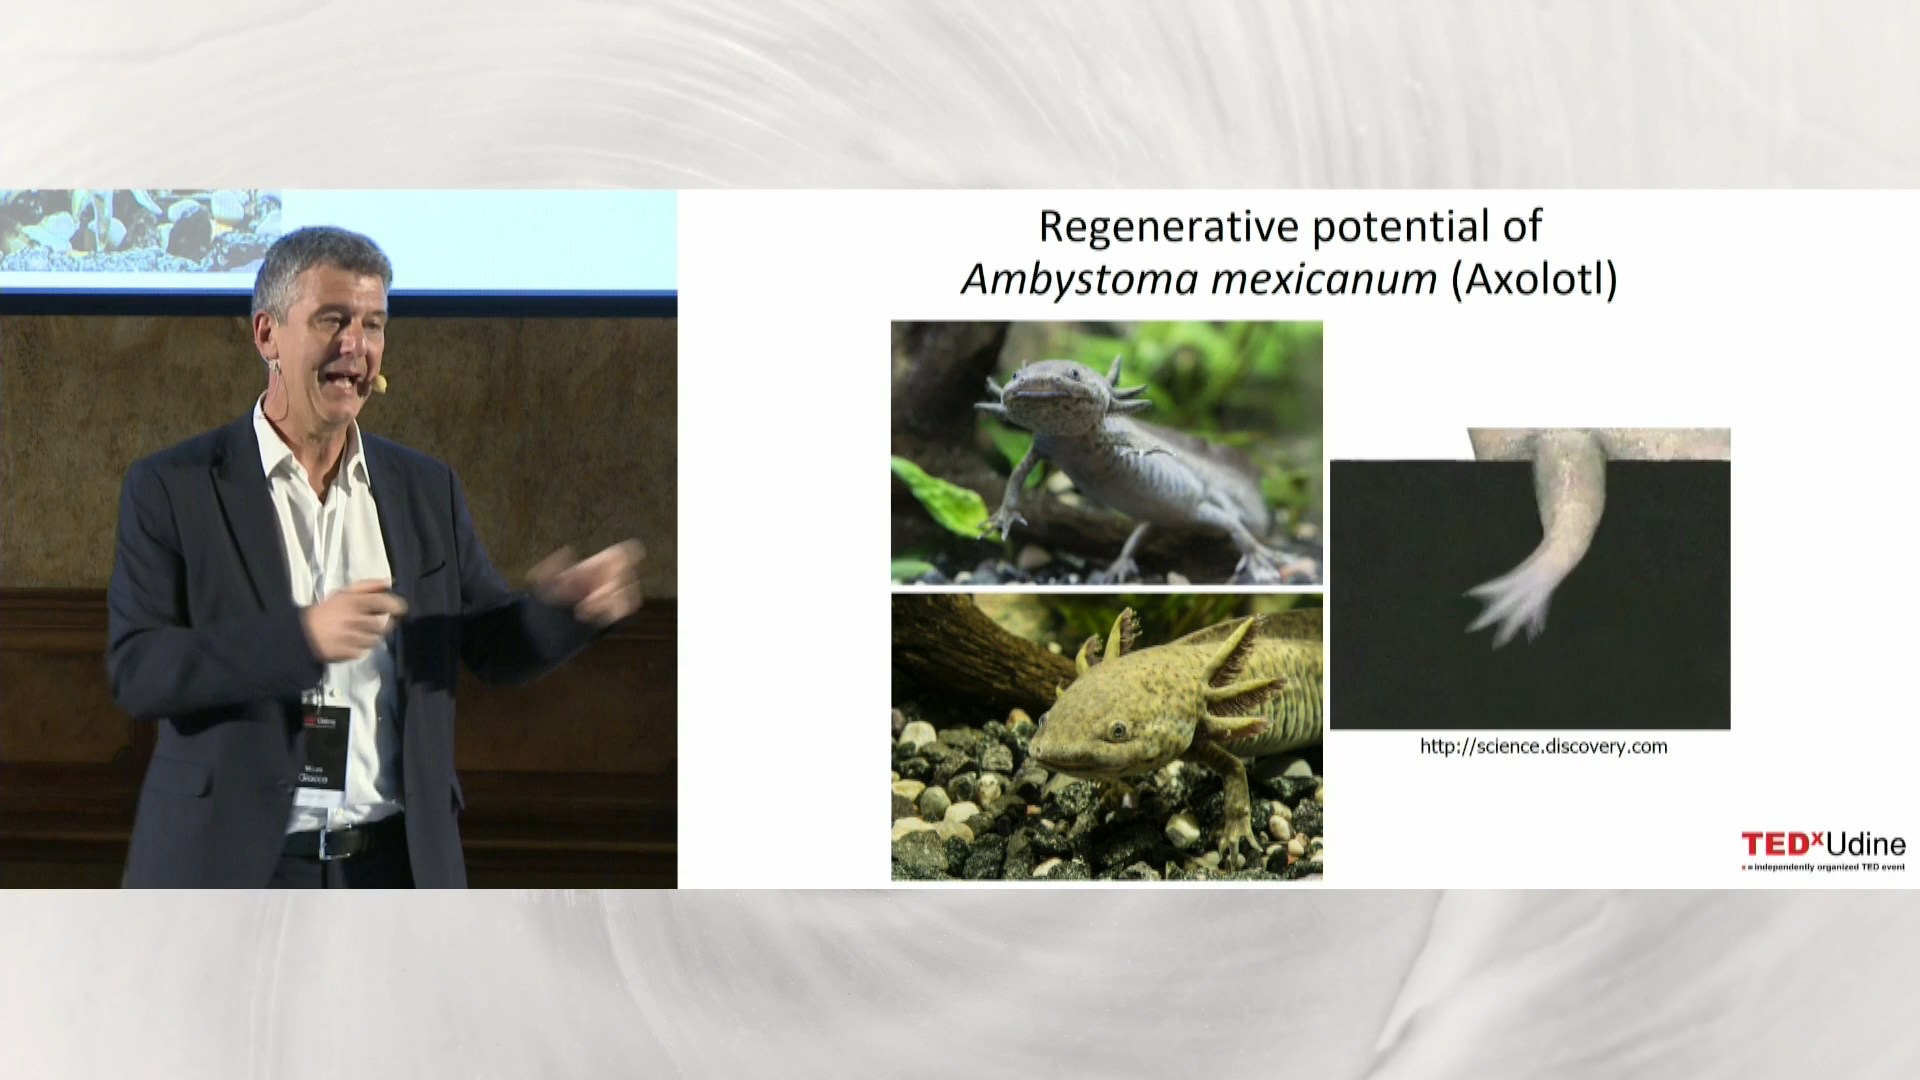 Regenerative potential of
Ambystoma mexicanum (Axolotl)
http://science.discovery.com
TEDxUdine
x = independently organized TED event